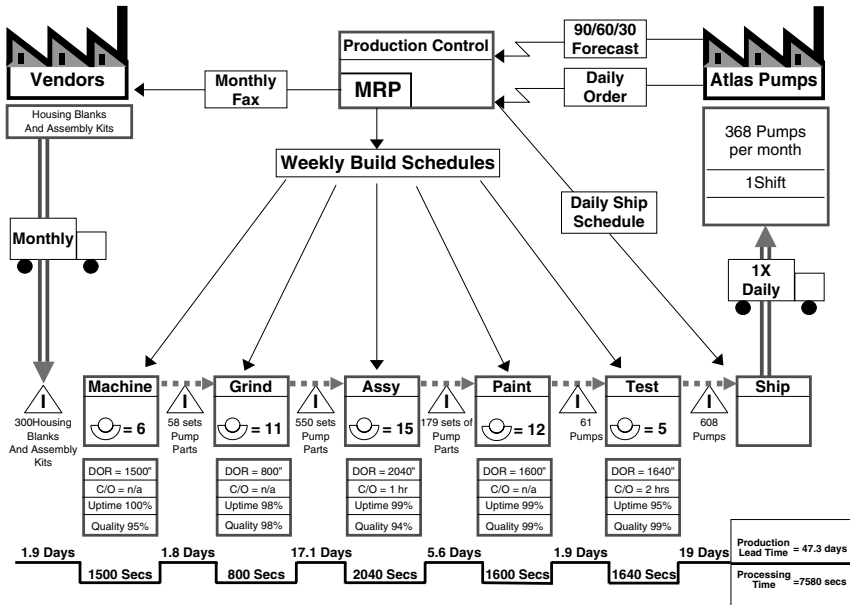 Vendors
Housing Blanks
And Assembly Kits
Monthly
Fax
Production Control
MRP
90/60/30
Forecast
Daily
Order
Atlas Pumps
368 Pumps
per month
1Shift
Weekly Build Schedules
Daily Ship
Schedule
Monthly
1X
Daily
I
300Housing
Blanks
And Assembly
Kits
Machine
= 6
I
58 sets
Pump
Parts
Grind
= 11
I
550 sets
Pump
Parts
Assy
= 15
I
179 sets of
Pump
Parts
Paint
= 12
I
61
Pumps
Test
= 5
I
608
Pumps
Ship
DOR = 1500"
C/O = n/a
Uptime 100%
Quality 95%
DOR = 800"
C/O = n/a
Uptime 98%
Quality 98%
DOR = 2040"
C/O = 1 hr
Uptime 99%
Quality 94%
DOR = 1600"
C/O = n/a
Uptime 99%
Quality 99%
DOR = 1640"
C/O = 2 hrs
Uptime 95%
Quality 99%
1.9 Days
1500 Secs
1.8 days
800 Secs
17.1 Days
2040 Secs
5.6 Days
1600 Secs
1.9 Days
1640 Secs
19 Days
Production
Lead Time = 47.3 days
Processing
Time =7580 secs